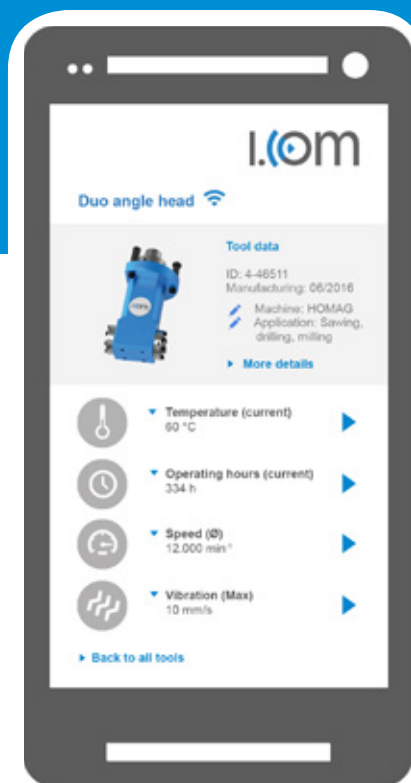 I.(om
Duo angle head
Tool data
ID: 4-46511
Manufacturing: 06/2016
Machine: HOMAG
Application: Sawing,
drilling, milling
More details
Temperature (current)
60 °C
Operating hours (current)
334 h
Speed (Ø)
12.000 min⁻¹
Vibration (Max)
10 mm/s
Back to all tools